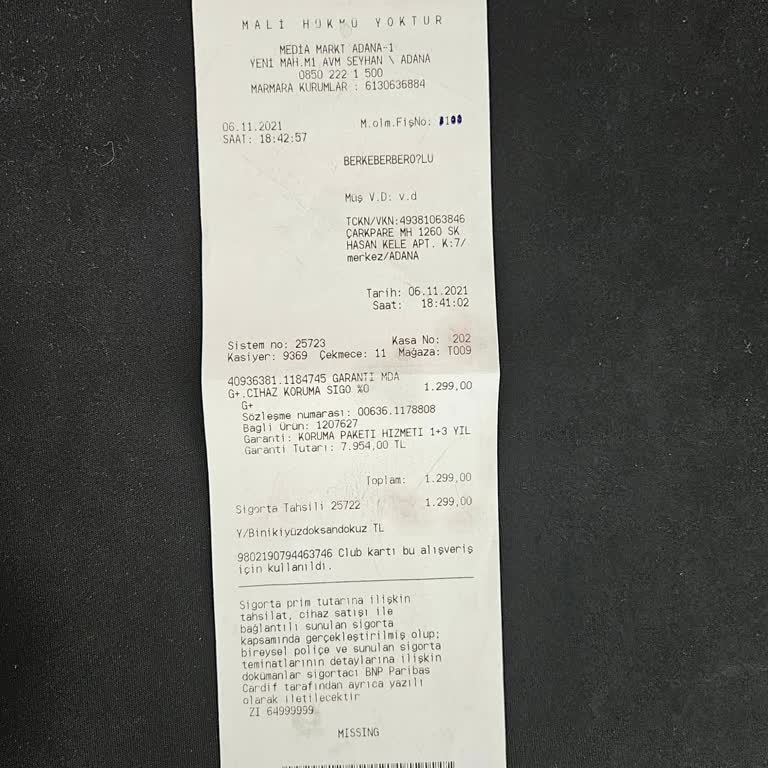 MALİ HÜKMÜ YOKTUR
MEDİA MARKT ADANA-1
YENİ MAH.M1 AVM SEYHAN \ ADANA
0850 222 1 500
MARMARA KURUMLAR : 6130636884
06.11.2021 M.olm.FişNo:
SAAT: 18:42:57
BERKEBERBERO?LU
Müş V.D: v.d
TCKN/VKN:49381063846
ÇARKPARE MH 1260 SK
HASAN KELE APT. K:7/
merkez/ADANA
Tarih: 06.11.2021
Saat: 18:41:02
Sistem no: 25723 Kasa No: 202
Kasiyer: 9369 Çekmece: 11 Mağaza: T009
40936381.1184745 GARANTI MDA
G+.CIHAZ KORUMA SIGO %0 1.299,00
G+
Sözleşme numarası: 00636.1178808
Bagli Ürün: 1207627
Garanti: KORUMA PAKETI HIZMETI 1+3 YIL
Garanti Tutarı: 7.954,00 TL
Toplam: 1.299,00
Sigorta Tahsili 25722 1.299,00
Y/Binikiyüzdoksandokuz TL
9802190794463746 Club kartı bu alışveriş
için kullanıldı.
Sigorta prim tutarına ilişkin
tahsilat, cihaz satışı ile
bağlantılı sunulan sigorta
kapsamında gerçekleştirilmiş olup;
bireysel poliçe ve sunulan sigorta
teminatlarının detaylarına ilişkin
dokümanlar sigortacı BNP Paribas
Cardif tarafından ayrıca yazılı
olarak iletilecektir
ZI 64999999
MISSING